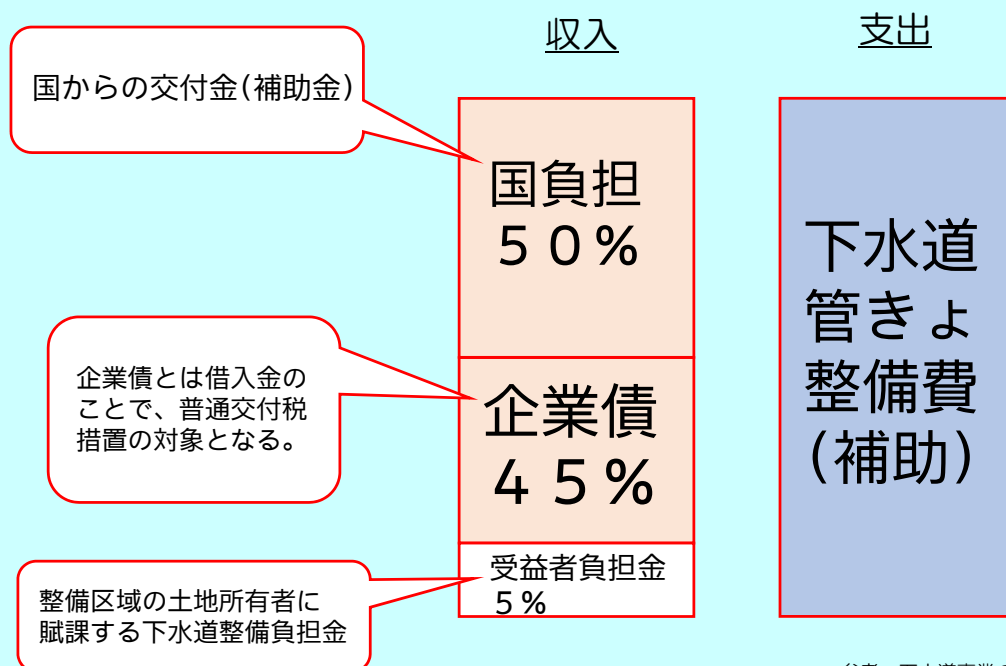 収入
支出
国からの交付金(補助金)
国負担
５０%
企業債とは借入金の
ことで、普通交付税
措置の対象となる。
企業債
４５%
整備区域の土地所有者に
賦課する下水道整備負担金
受益者負担金
５%
下水道
管きょ
整備費
(補助)